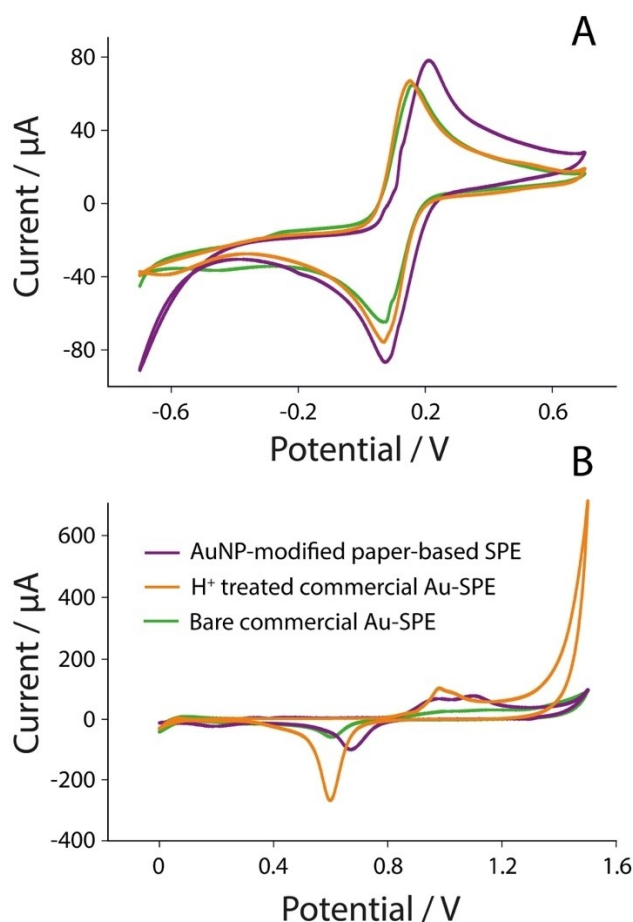 A
80
40
0
-40
-80
Current / μA
-0.6
-0.2
0.2
0.6
Potential / V
B
600
400
200
0
-200
-400
Current / μA
AuNP-modified paper-based SPE
H⁺ treated commercial Au-SPE
Bare commercial Au-SPE
0
0.4
0.8
1.2
1.6
Potential / V